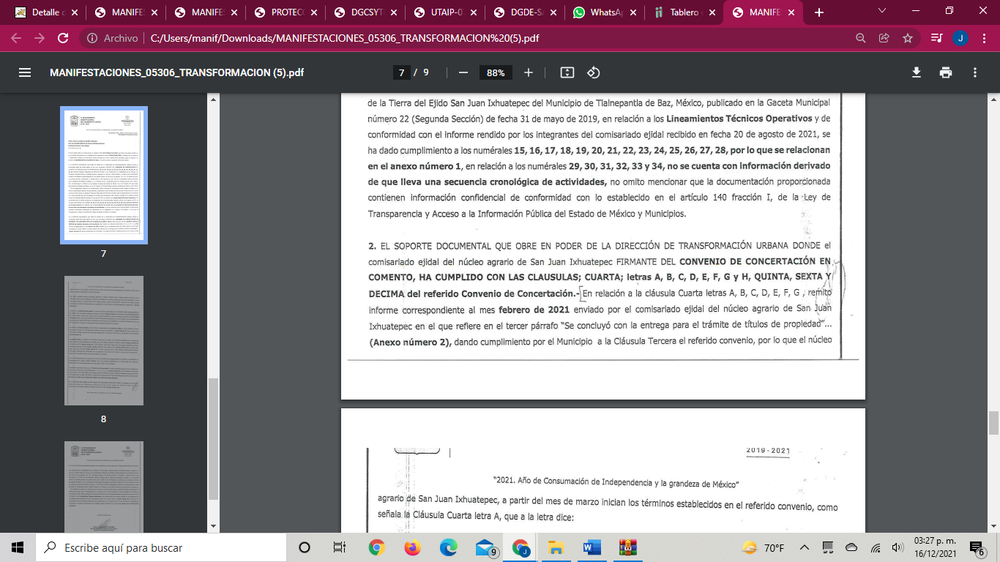 Detalle
MANIFES
MANIFES
PROTEC
DGCSYT
UTAIP-0
DGDE-S
WhatsA
Tablero
MANIFES
Archivo C:/Users/manif/Downloads/MANIFESTACIONES_05306_TRANSFORMACION%20(5).pdf
J
MANIFESTACIONES_05306_TRANSFORMACION (5).pdf
7 / 9
88%
7
8
de la Tierra del Ejido San Juan Ixhuatepec del Municipio de Tlalnepantla de Baz, México, publicado en la Gaceta Municipal
número 22 (Segunda Sección) de fecha 31 de mayo de 2019, en relación a los Lineamientos Técnicos Operativos y de
conformidad con el informe rendido por los integrantes del comisariado ejidal recibido en fecha 20 de agosto de 2021, se
ha dado cumplimiento a los numérales 15, 16, 17, 18, 19, 20, 21, 22, 23, 24, 25, 26, 27, 28, por lo que se relacionan
en el anexo número 1, en relación a los numérales 29, 30, 31, 32, 33 y 34, no se cuenta con información derivado
de que lleva una secuencia cronológica de actividades, no omito mencionar que la documentación proporcionada
contiene información confidencial de conformidad con lo establecido en el artículo 140 fracción I, de la Ley de
Transparencia y Acceso a la Información Pública del Estado de México y Municipios.
2. EL SOPORTE DOCUMENTAL QUE OBRE EN PODER DE LA DIRECCIÓN DE TRANSFORMACIÓN URBANA DONDE el
comisariado ejidal del núcleo agrario de San Juan Ixhuatepec FIRMANTE DEL CONVENIO DE CONCERTACIÓN EN
COMENTO, HA CUMPLIDO CON LAS CLAUSULAS; CUARTA; letras A, B, C, D, E, F, G y H, QUINTA, SEXTA Y
DECIMA del referido Convenio de Concertación.- En relación a la cláusula Cuarta letras A, B, C, D, E, F, G , remito
informe correspondiente al mes febrero de 2021 enviado por el comisariado ejidal del núcleo agrario de San Juan
Ixhuatepec en el que refiere en el tercer párrafo “Se concluyó con la entrega para el trámite de títulos de propiedad”...
(Anexo número 2), dando cumplimiento por el Municipio a la Cláusula Tercera el referido convenio, por lo que el núcleo
2019-2021
“2021. Año de Consumación de Independencia y la grandeza de México”
agrario de San Juan Ixhuatepec, a partir del mes de marzo inician los términos establecidos en el referido convenio, como
señala la Cláusula Cuarta letra A, que a la letra dice:
Escribe aquí para buscar
9
J
70°F
03:27 p. m.
16/12/2021
6